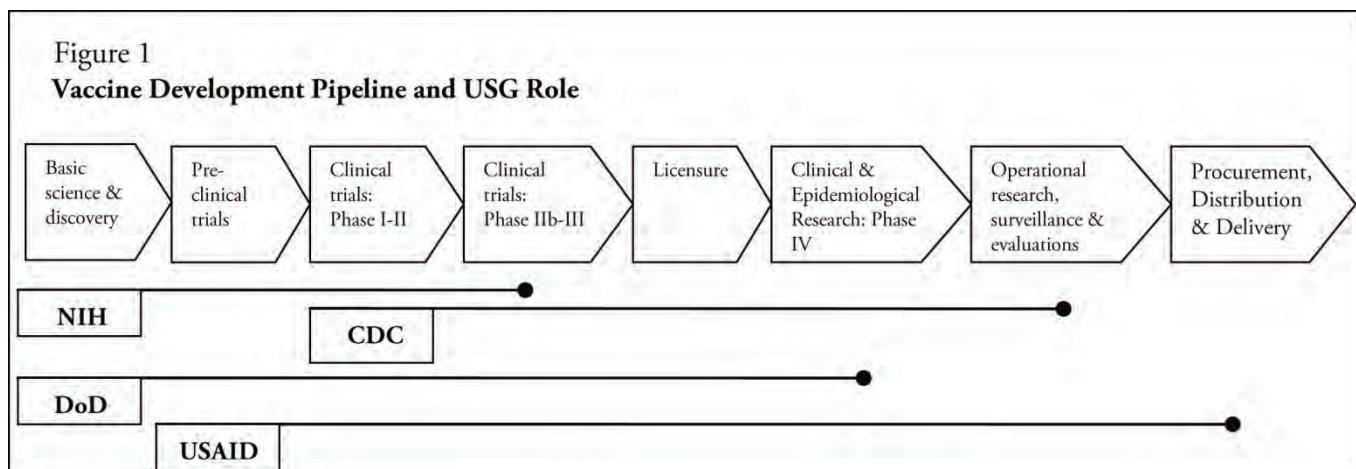 Figure 1
Vaccine Development Pipeline and USG Role
Basic
science &
discovery
Pre-
clinical
trials
Clinical
trials:
Phase I-II
Clinical
trials:
Phase IIb-III
Licensure
Clinical &
Epidemiological
Research: Phase
IV
Operational
research,
surveillance &
evaluations
Procurement,
Distribution
& Delivery
NIH
CDC
DoD
USAID